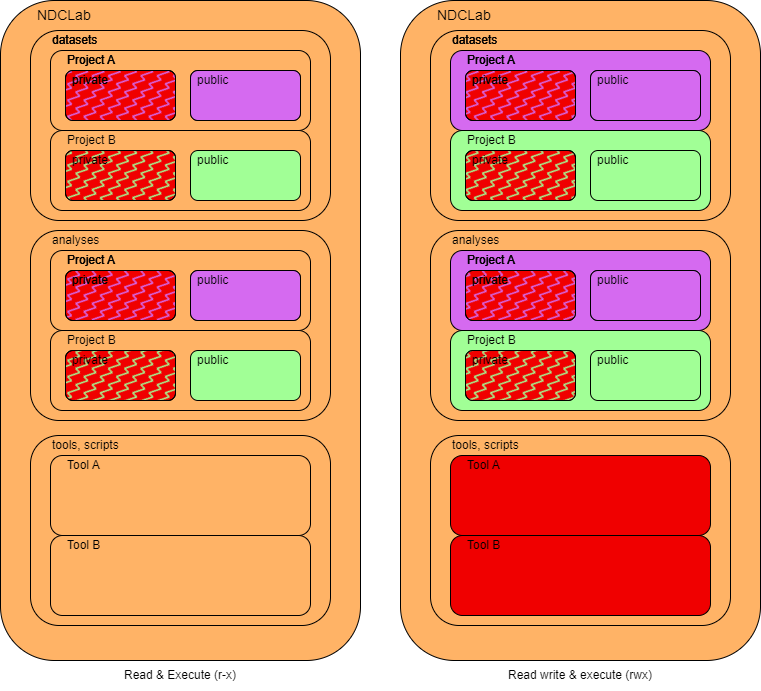 NDCLab
datasets
Project A
private
public
Project B
private
public
analyses
Project A
private
public
Project B
private
public
tools, scripts
Tool A
Tool B
Read & Execute (r-x)
NDCLab
datasets
Project A
private
public
Project B
private
public
analyses
Project A
private
public
Project B
private
public
tools, scripts
Tool A
Tool B
Read write & execute (rwx)